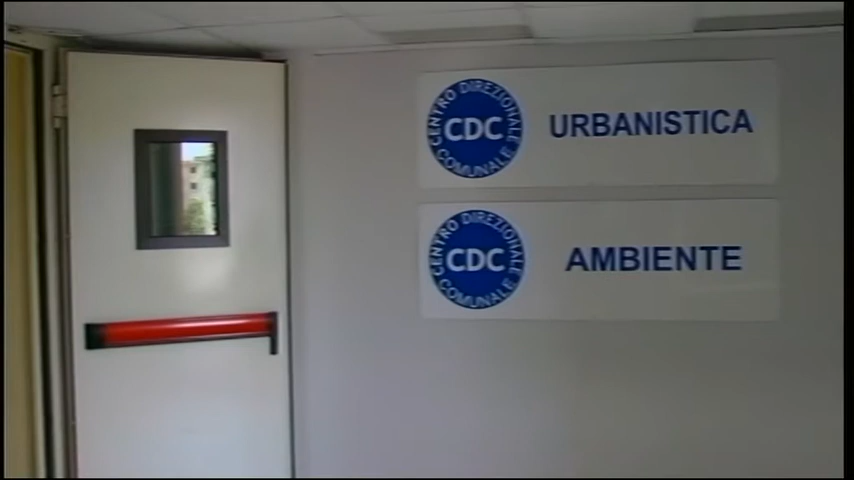 CENTRO DIREZIONALE
CDC
COMUNALE
URBANISTICA
CENTRO DIREZIONALE
CDC
COMUNALE
AMBIENTE